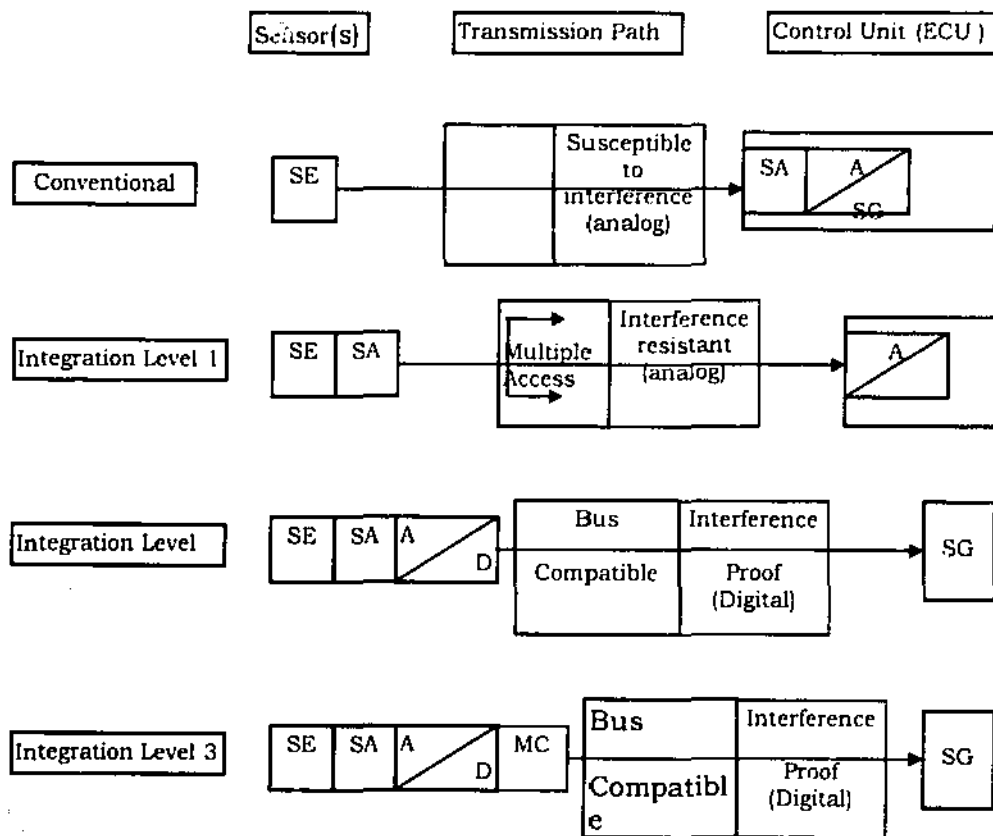 Sensor(s)
Transmission Path
Control Unit (ECU )
Conventional
SE
Susceptible
to
interference
(analog)
SA
A
SG
Integration Level 1
SE
SA
Multiple
Access
Interference
resistant
(analog)
A
Integration Level
SE
SA
A
D
Bus
Compatible
Interference
Proof
(Digital)
SG
Integration Level 3
SE
SA
A
D
MC
Bus
Compatibl
e
Interference
Proof
(Digital)
SG